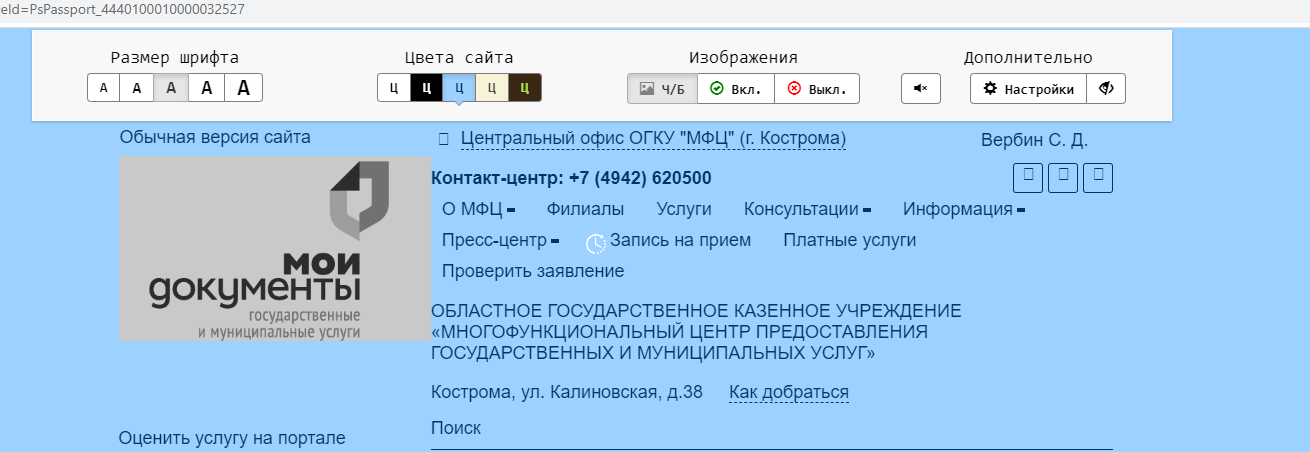 eId=PsPassport_4440100010000032527
Размер шрифта Цвета сайта Изображения Дополнительно
А А А А А Ц Ц Ц Ц Ц Ч/Б Вкл. Выкл. Настройки
Обычная версия сайта Центральный офис ОГКУ "МФЦ" (г. Кострома) Вербин С. Д.
Контакт-центр: +7 (4942) 620500
О МФЦ Филиалы Услуги Консультации Информация
Пресс-центр Запись на прием Платные услуги
Проверить заявление
мои
документы
государственные
и муниципальные услуги
ОБЛАСТНОЕ ГОСУДАРСТВЕННОЕ КАЗЕННОЕ УЧРЕЖДЕНИЕ
«МНОГОФУНКЦИОНАЛЬНЫЙ ЦЕНТР ПРЕДОСТАВЛЕНИЯ
ГОСУДАРСТВЕННЫХ И МУНИЦИПАЛЬНЫХ УСЛУГ»
Кострома, ул. Калиновская, д.38 Как добраться
Поиск
Оценить услугу на портале